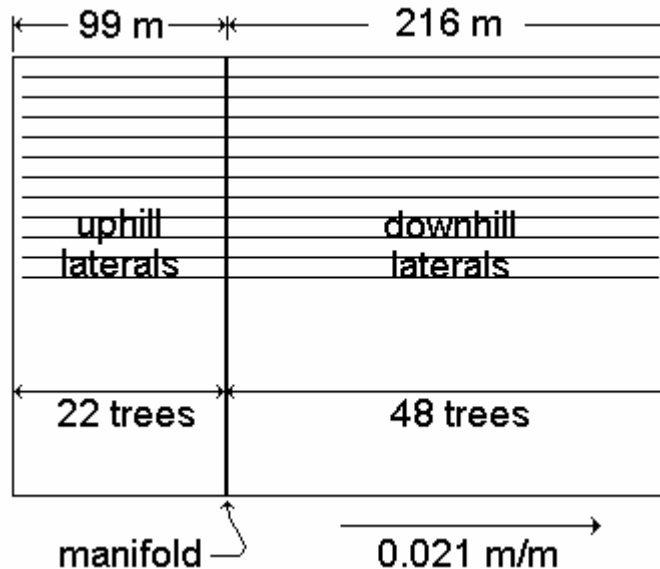 99 m
216 m
uphill
laterals
downhill
laterals
22 trees
48 trees
manifold
0.021 m/m